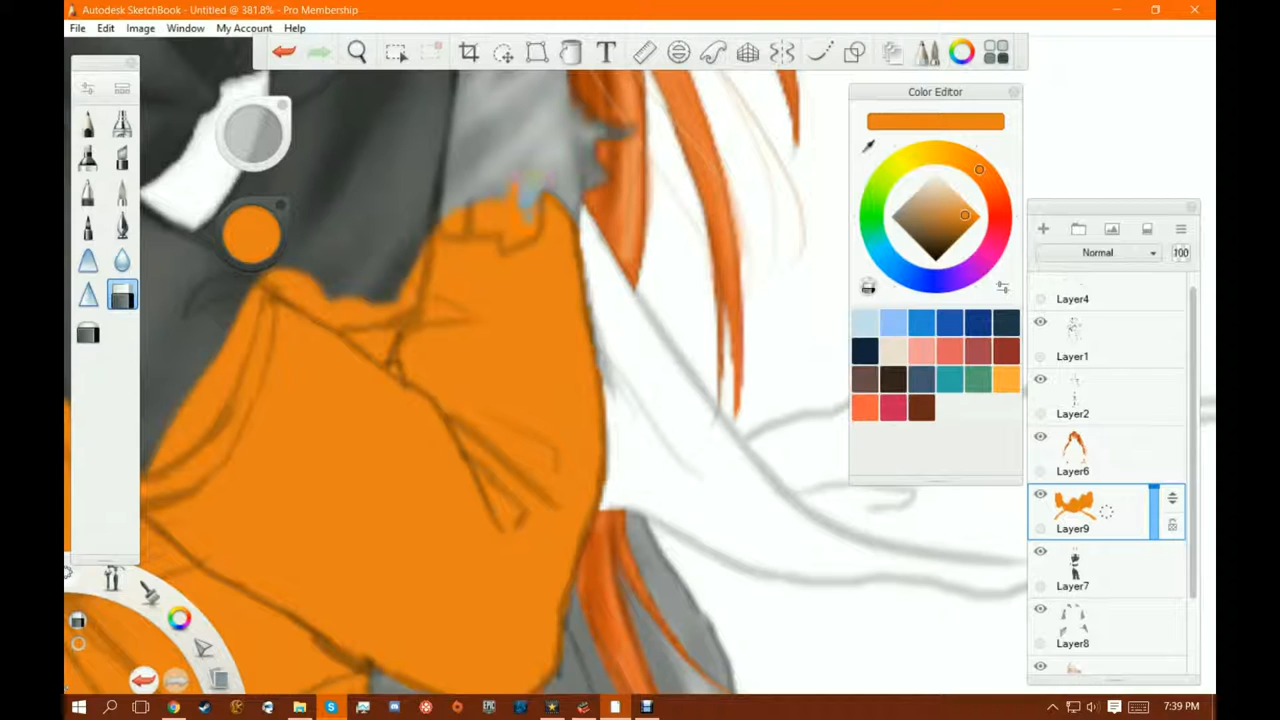 Autodesk SketchBook - Untitled @ 381.8% - Pro Membership
File Edit Image Window My Account Help
T
Color Editor
Normal 100
Layer4
Layer1
Layer2
Layer6
Layer9
Layer7
Layer8
7:39 PM